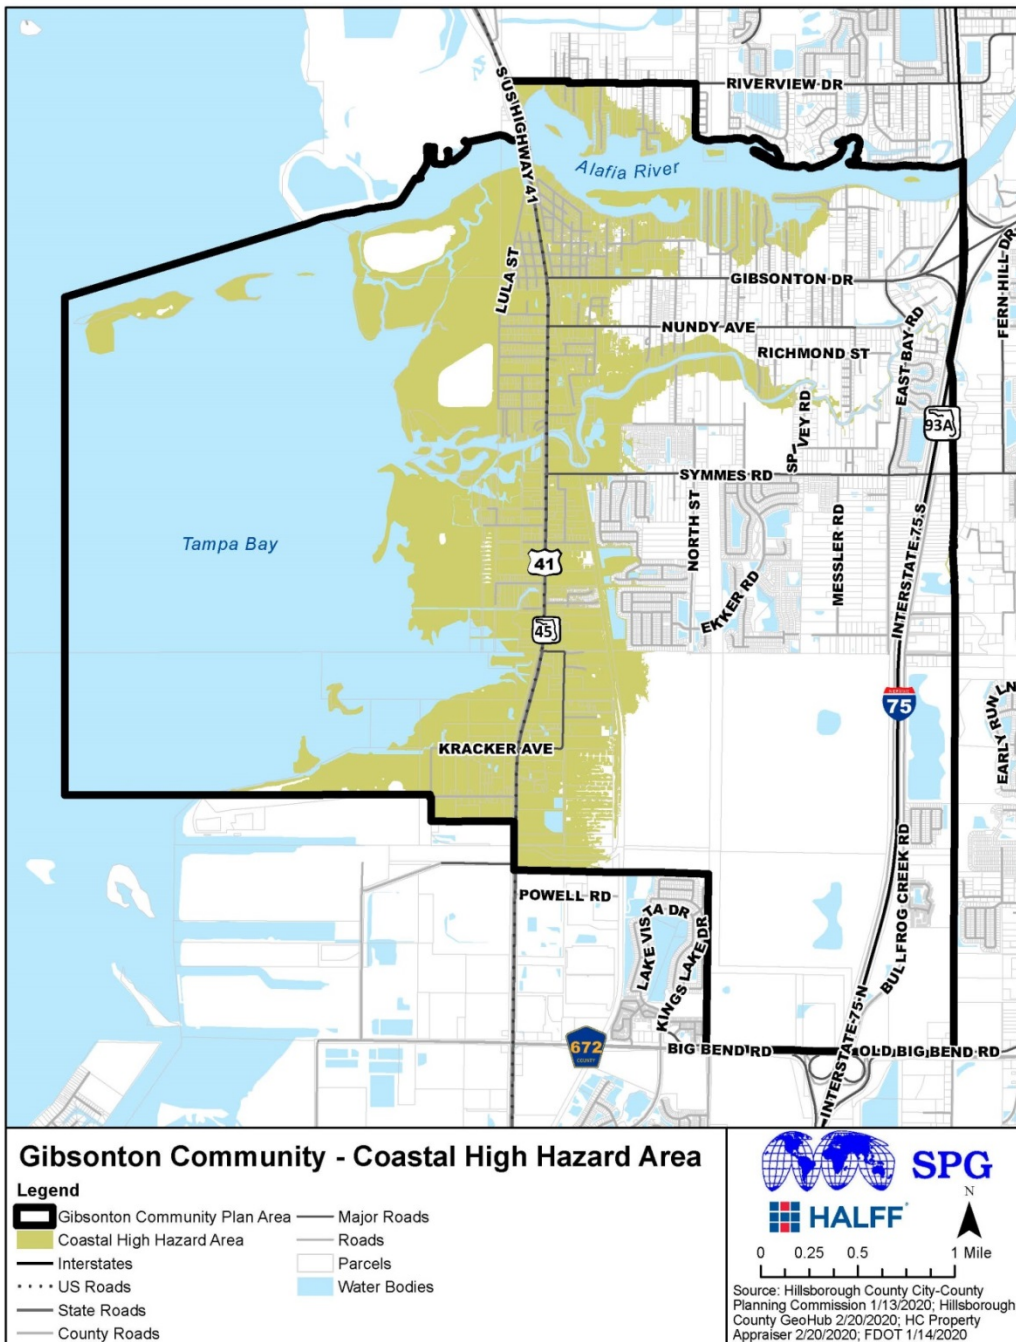 RIVERVIEW DR
S US HIGHWAY 41
Alafia River
LULA ST
GIBSONTON DR
FERN HILL DR
NUNDY AVE
RICHMOND ST
EAST BAY RD
93A
SPIVEY RD
SYMMES RD
NORTH ST
MESSLER RD
INTERSTATE 75 S
Tampa Bay
41
EKKER RD
45
75
EARLY RUN LN
KRACKER AVE
BULLFROG CREEK RD
POWELL RD
LAKE VISTA DR
KINGS LAKE DR
672
COUNTY
BIG BEND RD
OLD BIG BEND RD
INTERSTATE 75 N
Gibsonton Community - Coastal High Hazard Area
Legend
Gibsonton Community Plan Area
Coastal High Hazard Area
Interstates
US Roads
State Roads
County Roads
Major Roads
Roads
Parcels
Water Bodies
SPG
HALFF
N
0 0.25 0.5 1 Mile
Source: Hillsborough County City-County
Planning Commission 1/13/2020; Hillsborough
County GeoHub 2/20/2020; HC Property
Appraiser 2/20/2020; FDOT 1/14/2020